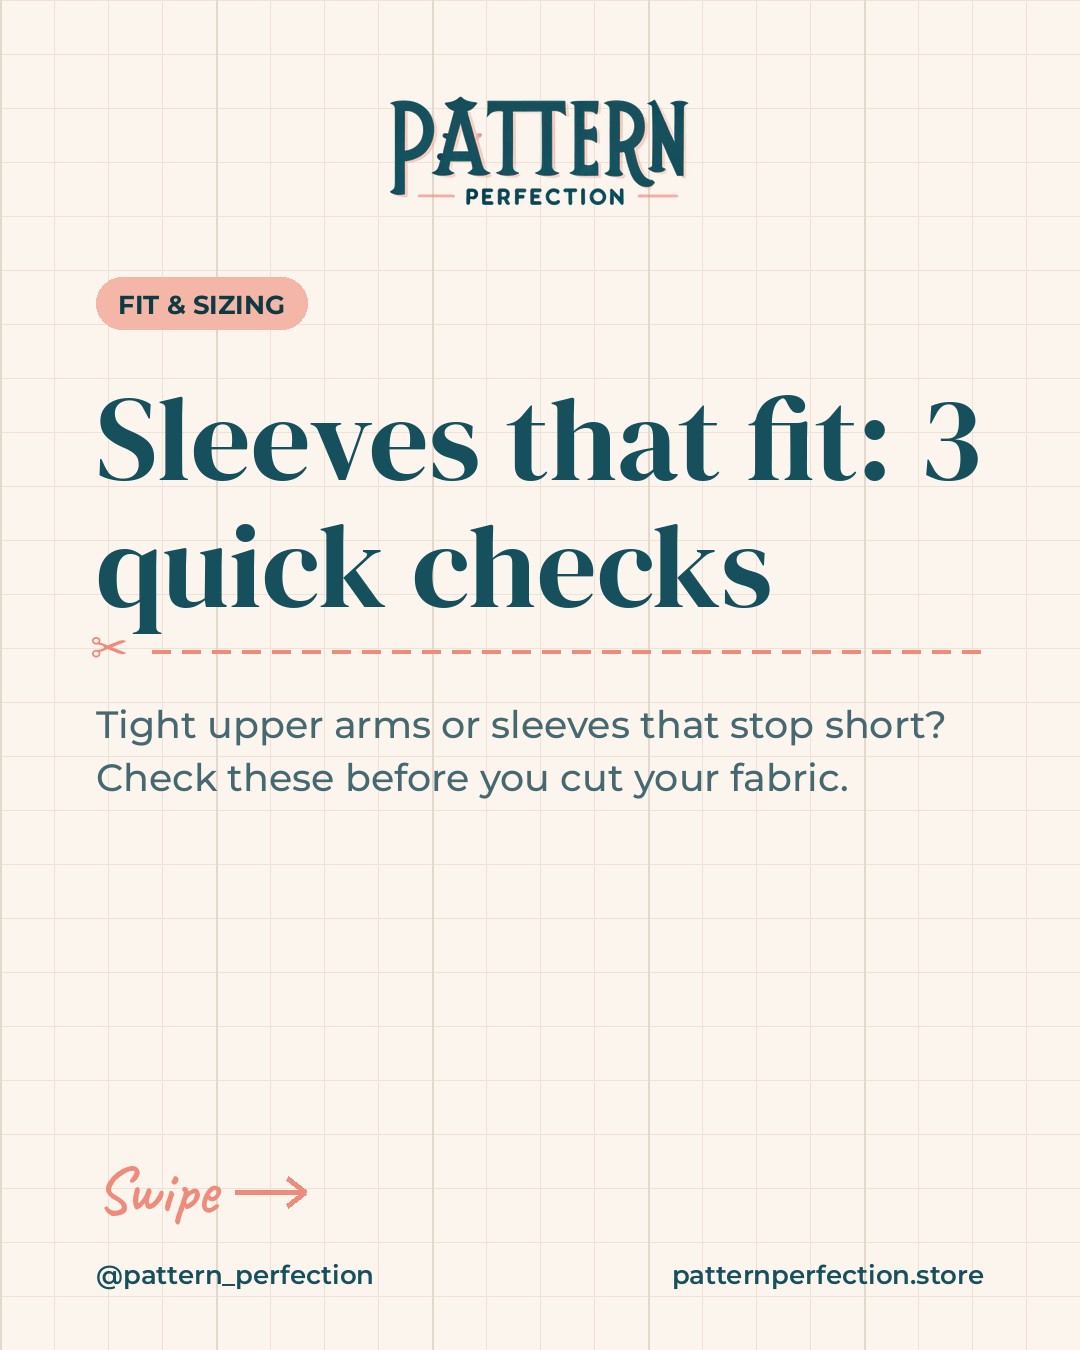 PATTERN
PERFECTION
FIT & SIZING
Sleeves that fit: 3
quick checks
Tight upper arms or sleeves that stop short?
Check these before you cut your fabric.
Swipe
@pattern_perfection
patternperfection.store